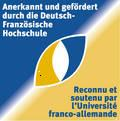 Anerkannt und gefördert
durch die Deutsch-
Französische
Hochschule
Reconnu et
soutenu par
l'Université
franco-allemande